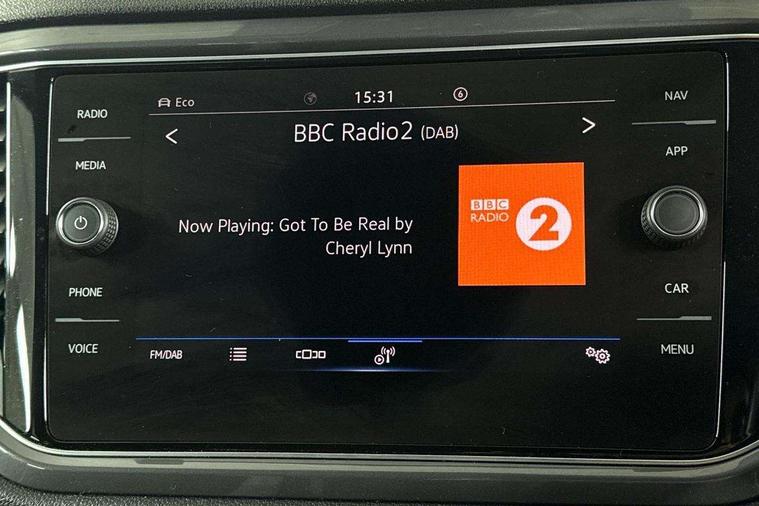 Eco
15:31
6
NAV
RADIO
BBC Radio2 (DAB)
APP
MEDIA
BBC
RADIO
2
Now Playing: Got To Be Real by
Cheryl Lynn
PHONE
CAR
VOICE
FM/DAB
MENU